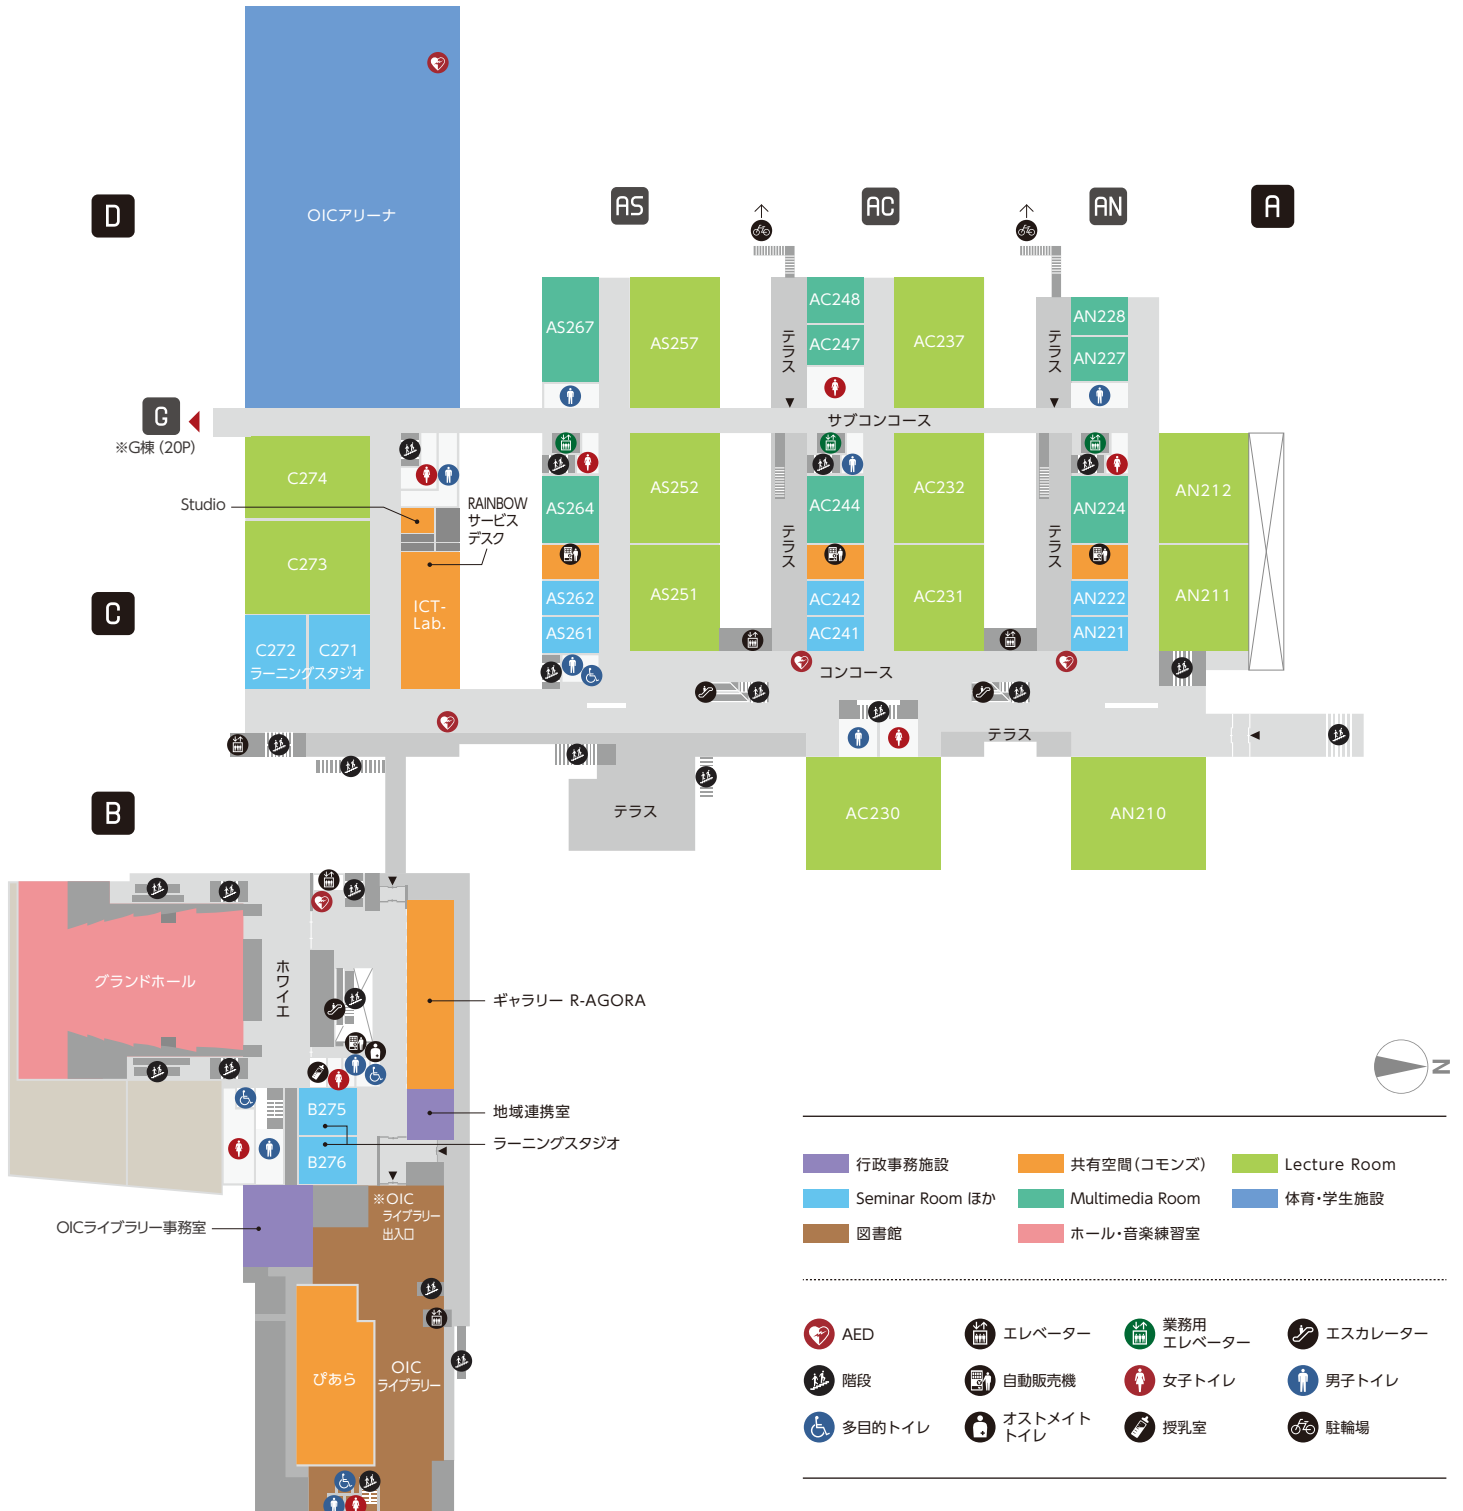 D
OICアリーナ
AS
AC
AN
A
AS267
AS257
テラス
AC248
AC247
AC237
テラス
AN228
AN227
G
※G棟 (20P)
サブコンコース
C274
Studio
C273
RAINBOW
サービス
デスク
AS264
AS252
AC244
AC232
AN224
AN212
テラス
テラス
C
C272
C271
ラーニングスタジオ
ICT-
Lab.
AS262
AS261
AS251
AC242
AC241
AC231
AN222
AN221
AN211
コンコース
テラス
B
テラス
AC230
AN210
グランドホール
ホワイエ
ギャラリー R-AGORA
B275
B276
地域連携室
ラーニングスタジオ
※OIC
ライブラリー
出入口
OICライブラリー事務室
ぴあら
OIC
ライブラリー
N
行政事務施設
共有空間(コモンズ)
Lecture Room
Seminar Room ほか
Multimedia Room
体育・学生施設
図書館
ホール・音楽練習室
AED
エレベーター
業務用
エレベーター
エスカレーター
階段
自動販売機
女子トイレ
男子トイレ
多目的トイレ
オストメイト
トイレ
授乳室
駐輪場